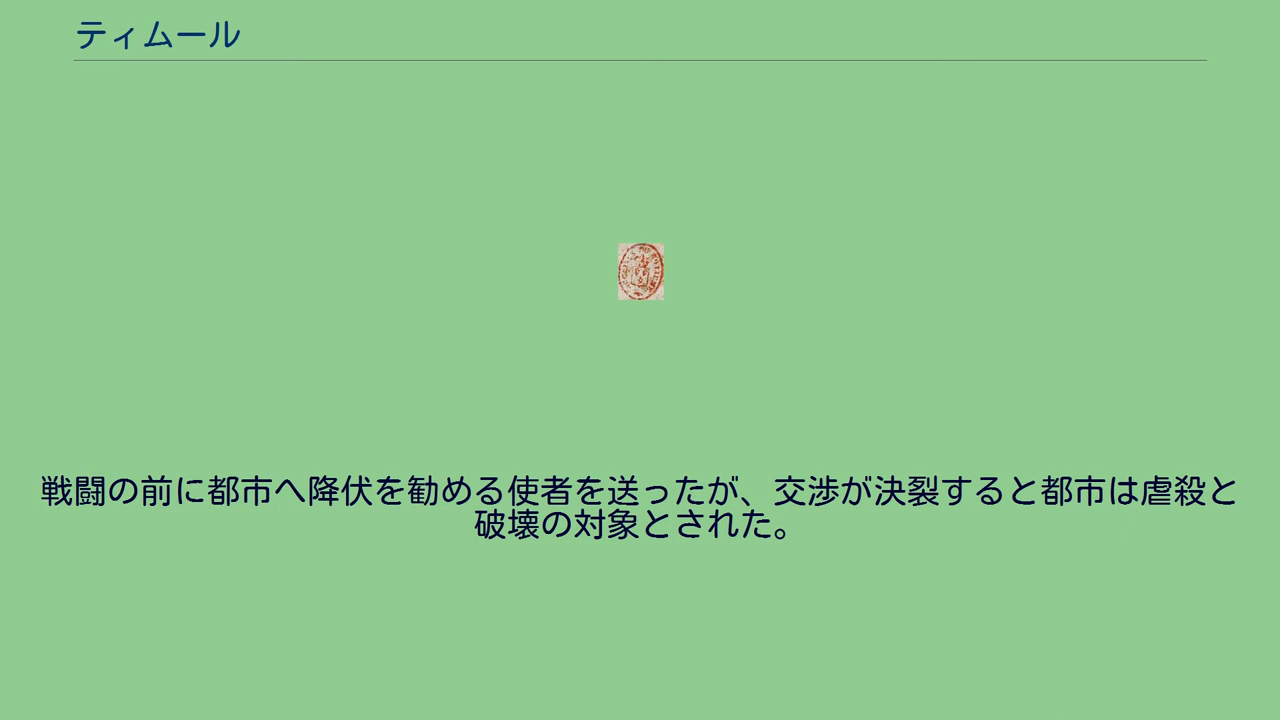 ティムール
戦闘の前に都市へ降伏を勧める使者を送ったが、交渉が決裂すると都市は虐殺と
破壊の対象とされた。